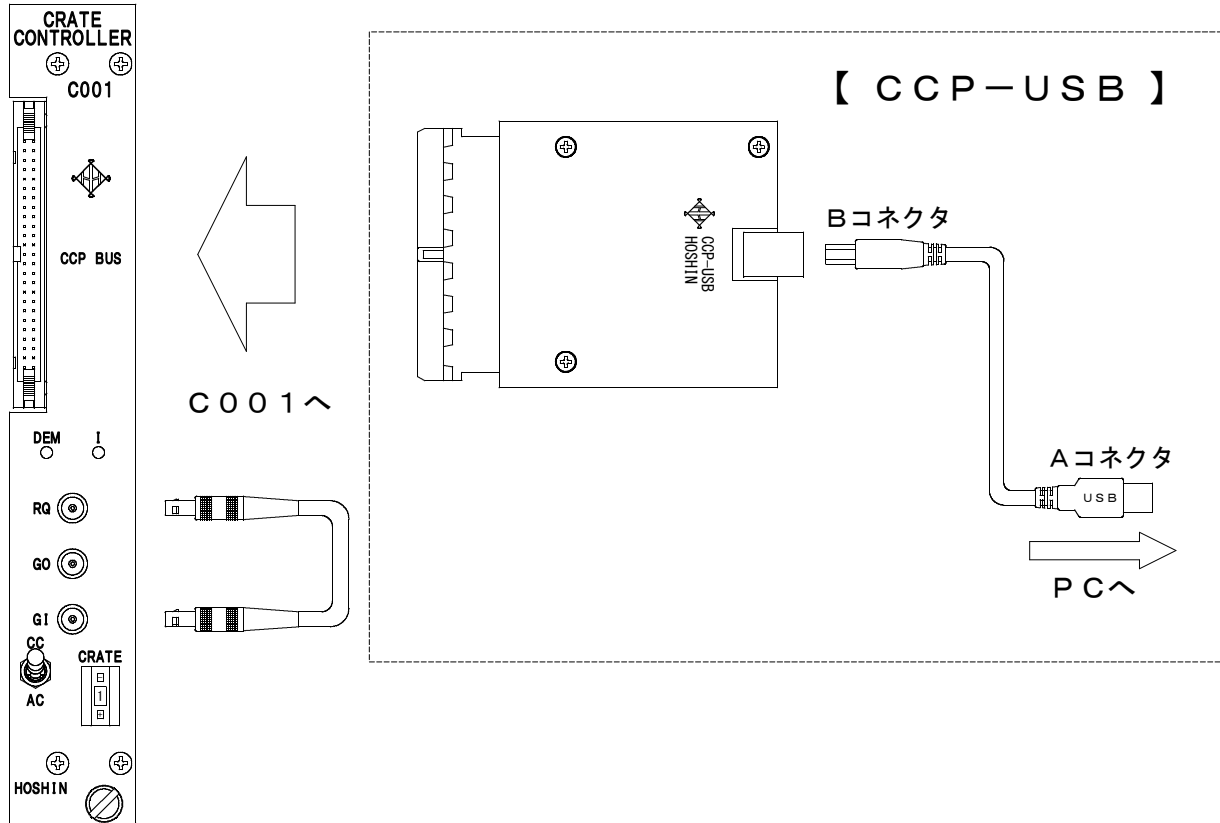 CRATE
CONTROLLER
C001
CCP BUS
DEM I
RQ
GO
GI
CC
AC
CRATE
-
1
+
HOSHIN
C001へ
【 CCP－USB 】
CCP-USB
HOSHIN
Bコネクタ
Aコネクタ
USB
PCへ